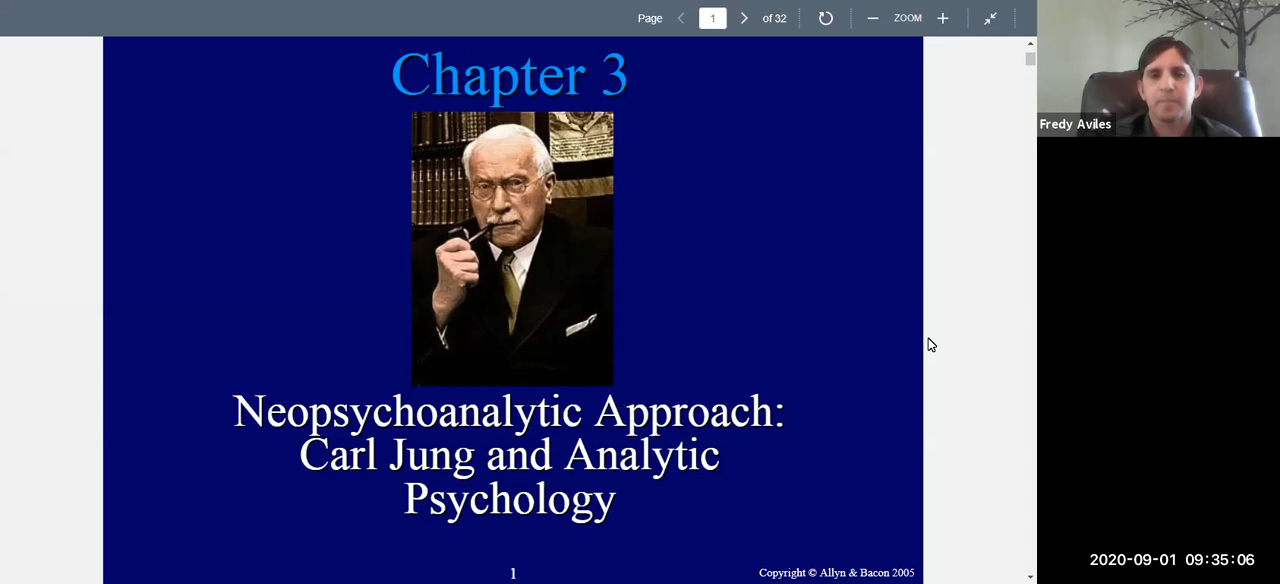 Page 1 of 32 ZOOM
Chapter 3
Fredy Aviles
Neopsychoanalytic Approach:
Carl Jung and Analytic
Psychology
1
Copyright © Allyn & Bacon 2005
2020-09-01 09:35:06